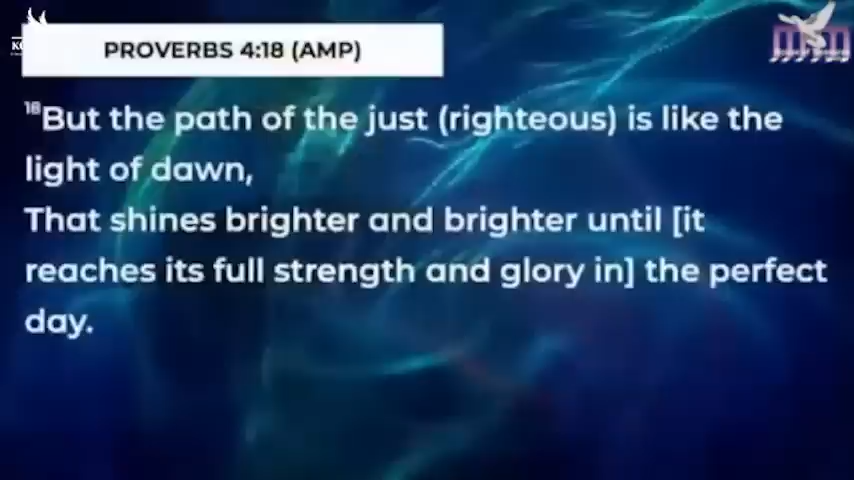 PROVERBS 4:18 (AMP)
18But the path of the just (righteous) is like the
light of dawn,
That shines brighter and brighter until [it
reaches its full strength and glory in] the perfect
day.